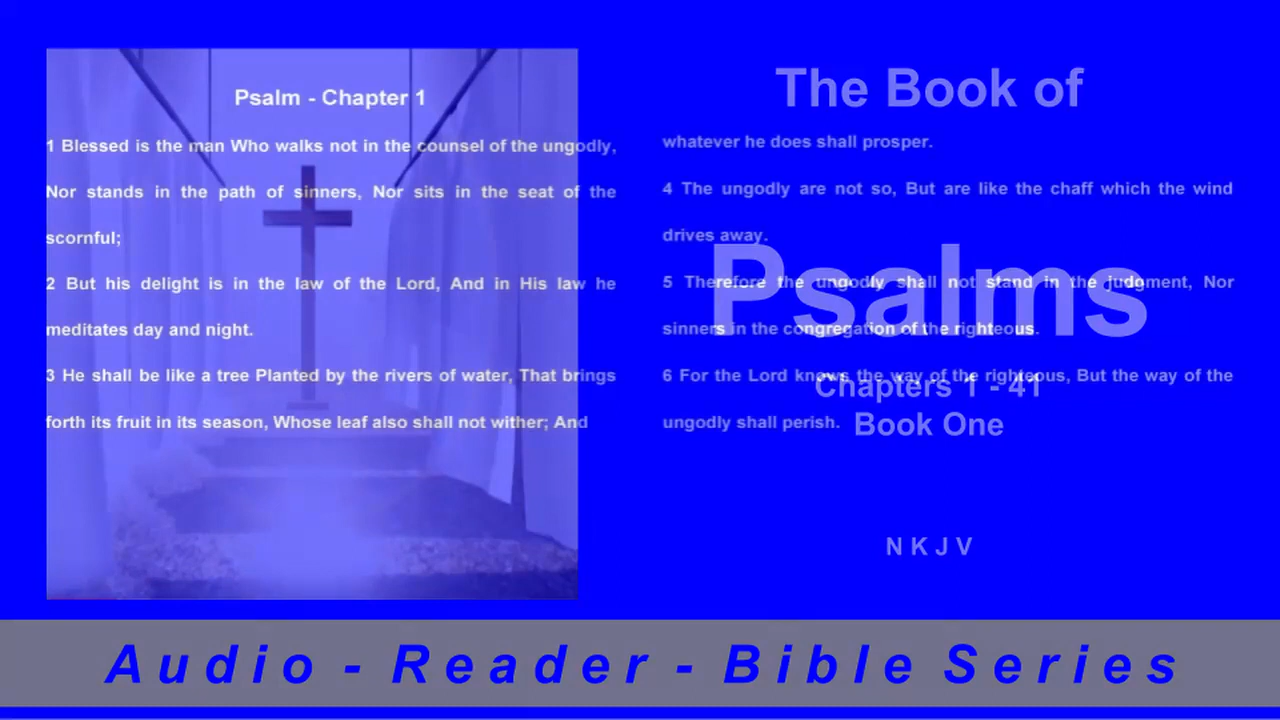 Psalm - Chapter 1
1 Blessed is the man Who walks not in the counsel of the ungodly,
Nor stands in the path of sinners, Nor sits in the seat of the
scornful;
2 But his delight is in the law of the Lord, And in His law he
meditates day and night.
3 He shall be like a tree Planted by the rivers of water, That brings
forth its fruit in its season, Whose leaf also shall not wither; And
whatever he does shall prosper.
4 The ungodly are not so, But are like the chaff which the wind
drives away.
5 Therefore the ungodly shall not stand in the judgment, Nor
sinners in the congregation of the righteous.
6 For the Lord knows the way of the righteous, But the way of the
ungodly shall perish.
The Book of
Psalms
Chapters 1 - 41
Book One
NKJV
Audio - Reader - Bible Series